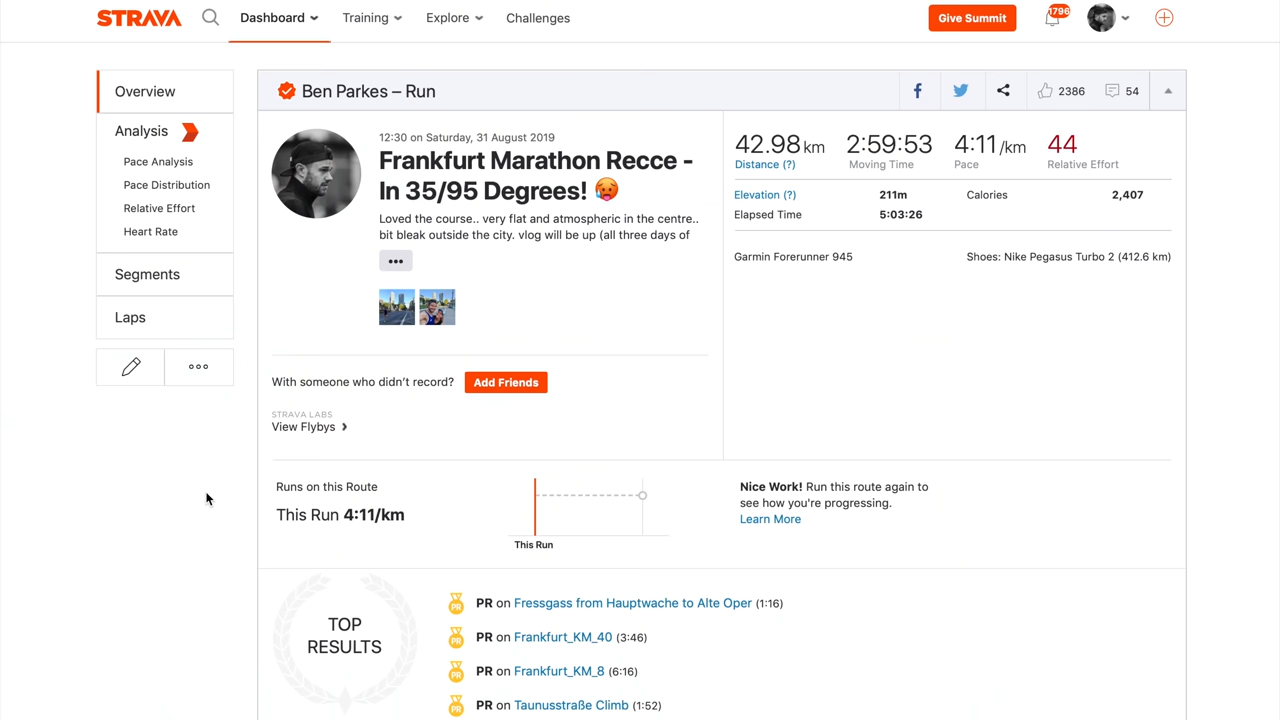 STRAVA Dashboard Training Explore Challenges Give Summit 1796
Overview
Analysis
Pace Analysis
Pace Distribution
Relative Effort
Heart Rate
Segments
Laps
Ben Parkes – Run
2386 54
12:30 on Saturday, 31 August 2019
Frankfurt Marathon Recce -
In 35/95 Degrees! 🥵
Loved the course.. very flat and atmospheric in the centre..
bit bleak outside the city. vlog will be up (all three days of
•••
With someone who didn’t record? Add Friends
STRAVA LABS
View Flybys
42.98 km 2:59:53 4:11 /km 44
Distance (?) Moving Time Pace Relative Effort
Elevation (?) 211m Calories 2,407
Elapsed Time 5:03:26
Garmin Forerunner 945 Shoes: Nike Pegasus Turbo 2 (412.6 km)
Runs on this Route
This Run 4:11/km
This Run
Nice Work! Run this route again to
see how you're progressing.
Learn More
TOP
RESULTS
PR PR on Fressgass from Hauptwache to Alte Oper (1:16)
PR PR on Frankfurt_KM_40 (3:46)
PR PR on Frankfurt_KM_8 (6:16)
PR PR on Taunusstraße Climb (1:52)